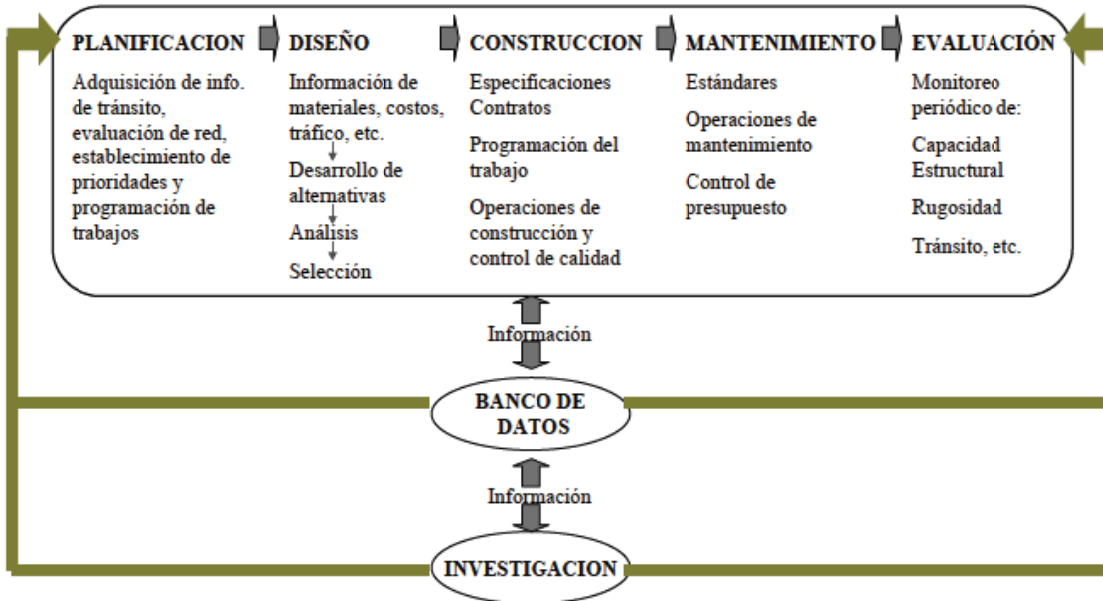 PLANIFICACION
Adquisición de info.
de tránsito,
evaluación de red,
establecimiento de
prioridades y
programación de
trabajos
DISEÑO
Información de
materiales, costos,
tráfico, etc.
Desarrollo de
alternativas
Análisis
Selección
CONSTRUCCION
Especificaciones
Contratos
Programación del
trabajo
Operaciones de
construcción y
control de calidad
MANTENIMIENTO
Estándares
Operaciones de
mantenimiento
Control de
presupuesto
EVALUACIÓN
Monitoreo
periódico de:
Capacidad
Estructural
Rugosidad
Tránsito, etc.
Información
BANCO DE
DATOS
Información
INVESTIGACION